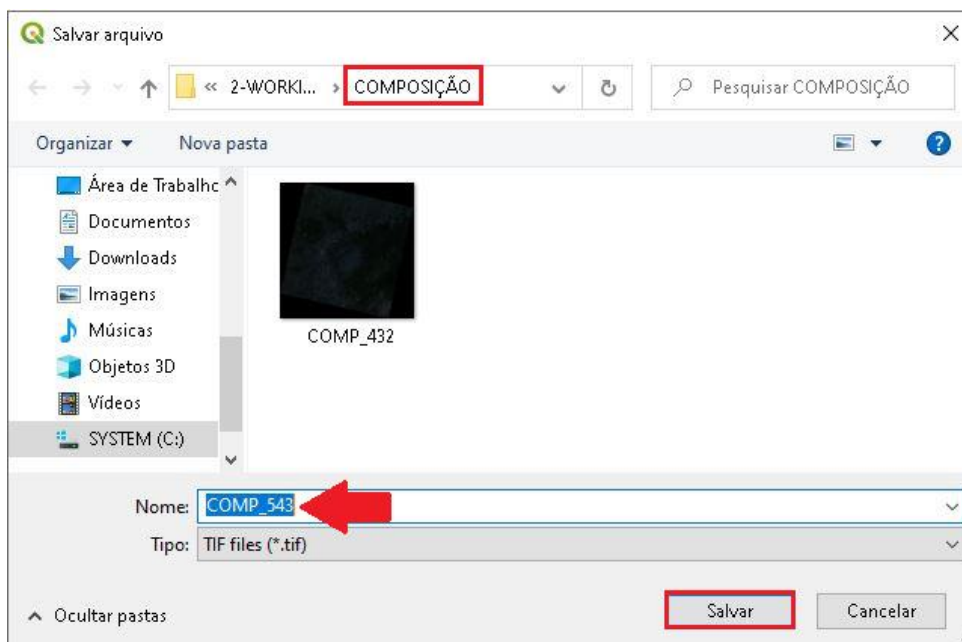 Salvar arquivo
« 2-WORKI... › COMPOSIÇÃO
Pesquisar COMPOSIÇÃO
Organizar
Nova pasta
Área de Trabalhc
Documentos
Downloads
Imagens
Músicas
Objetos 3D
Vídeos
SYSTEM (C:)
COMP_432
Nome: COMP_543
Tipo: TIF files (*.tif)
Ocultar pastas
Salvar
Cancelar